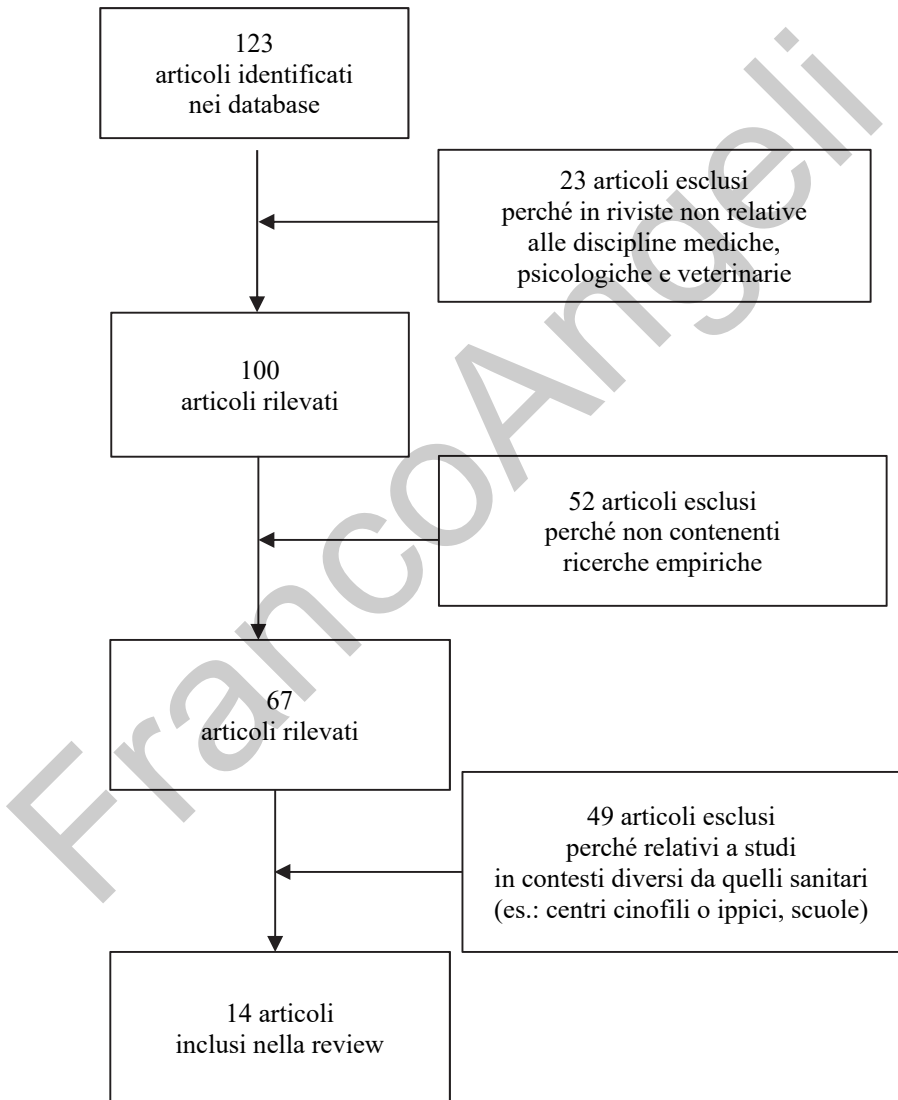 123
articoli identificati
nei database
23 articoli esclusi
perché in riviste non relative
alle discipline mediche,
psicologiche e veterinarie
100
articoli rilevati
52 articoli esclusi
perché non contenenti
ricerche empiriche
67
articoli rilevati
49 articoli esclusi
perché relativi a studi
in contesti diversi da quelli sanitari
(es.: centri cinofili o ippici, scuole)
14 articoli
inclusi nella review
FrancoAngeli